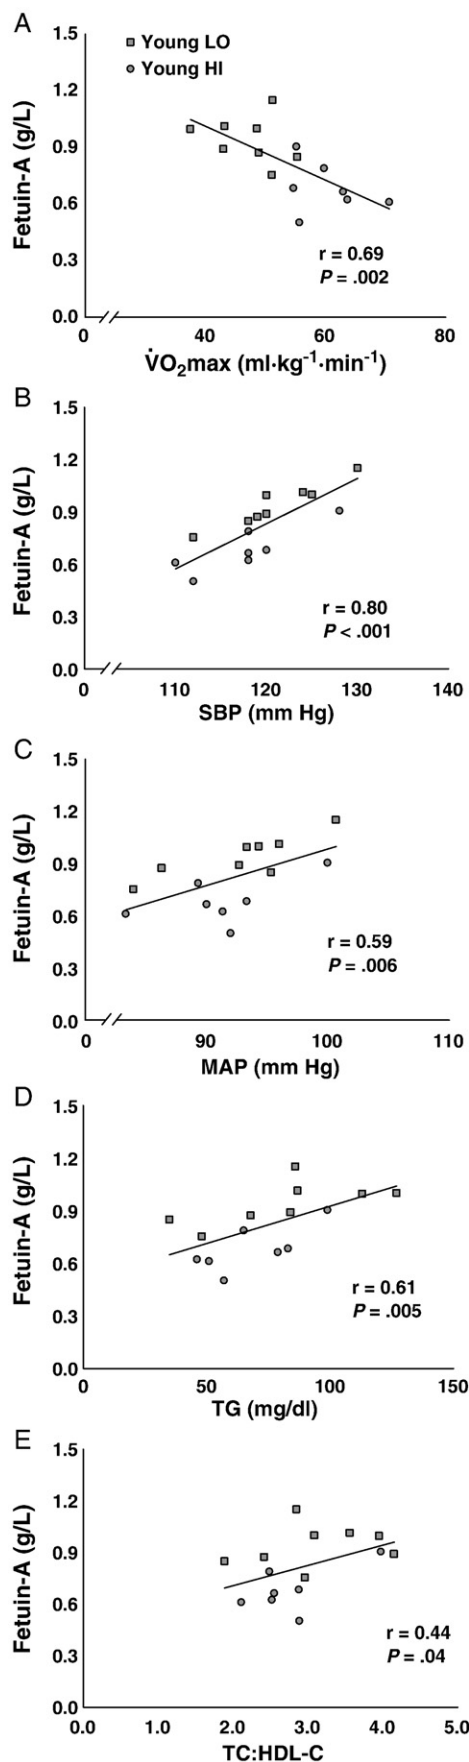 A
1.5
Young LO
Young HI
1.2
0.9
0.6
0.3
0.0
Fetuin-A (g/L)
r = 0.69
P = .002
0 40 60 80
V̇O₂max (ml·kg⁻¹·min⁻¹)
B
1.5
1.2
0.9
0.6
0.3
0.0
Fetuin-A (g/L)
r = 0.80
P < .001
0 110 120 130 140
SBP (mm Hg)
C
1.5
1.2
0.9
0.6
0.3
0.0
Fetuin-A (g/L)
r = 0.59
P = .006
0 90 100 110
MAP (mm Hg)
D
1.5
1.2
0.9
0.6
0.3
0.0
Fetuin-A (g/L)
r = 0.61
P = .005
0 50 100 150
TG (mg/dl)
E
1.5
1.2
0.9
0.6
0.3
0.0
Fetuin-A (g/L)
r = 0.44
P = .04
0.0 1.0 2.0 3.0 4.0 5.0
TC:HDL-C